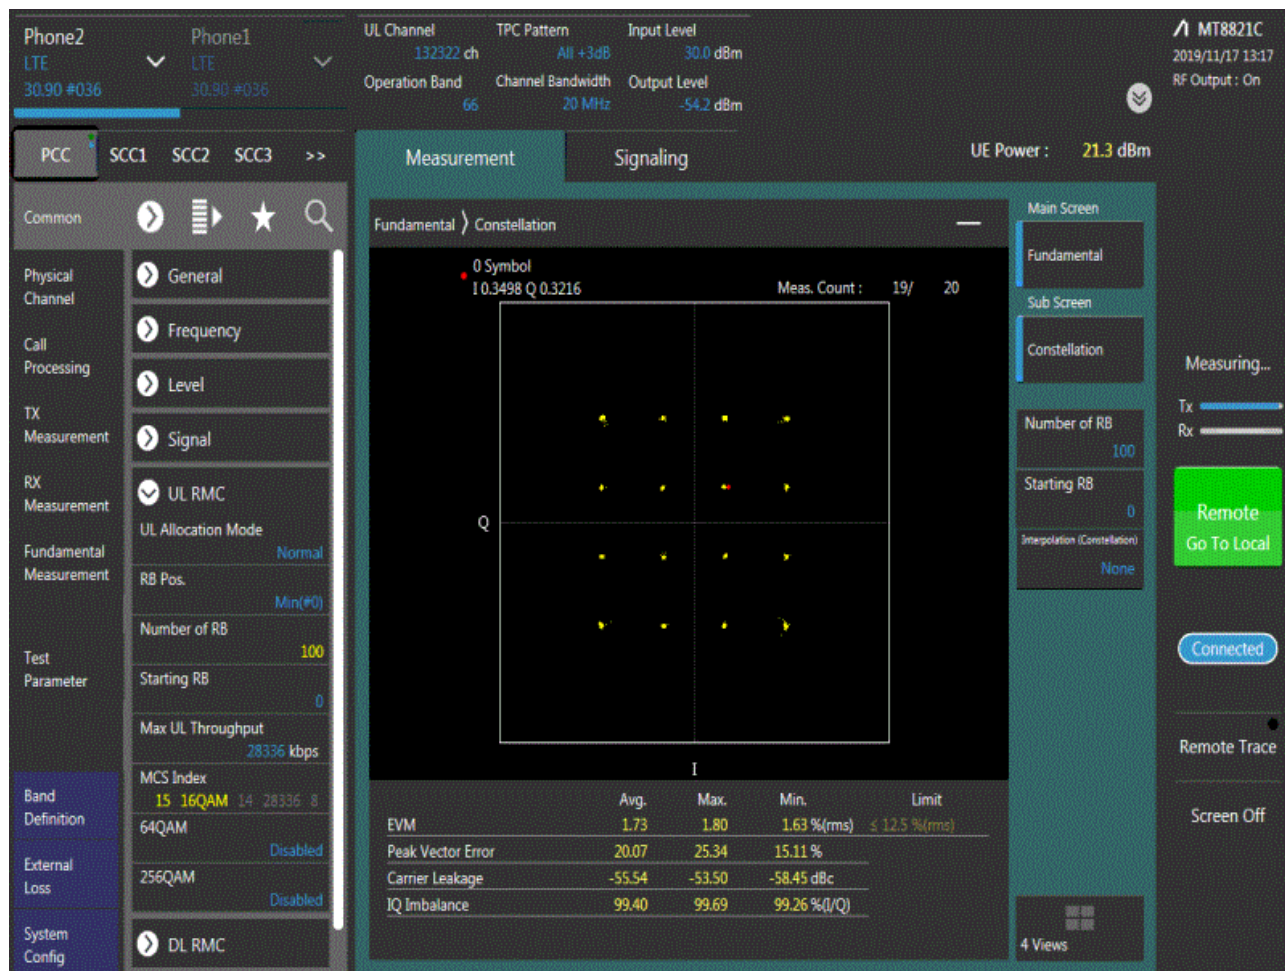 Phone2
LTE
30.90 #036
Phone1
LTE
30.90 #036
UL Channel
132322 ch
TPC Pattern
All +3dB
Input Level
30.0 dBm
Operation Band
66
Channel Bandwidth
20 MHz
Output Level
-54.2 dBm
MT8821C
2019/11/17 13:17
RF Output : On
PCC SCC1 SCC2 SCC3 >>
Measurement
Signaling
UE Power : 21.3 dBm
Common
Physical
Channel
Call
Processing
TX
Measurement
RX
Measurement
Fundamental
Measurement
Test
Parameter
Band
Definition
External
Loss
System
Config
General
Frequency
Level
Signal
UL RMC
UL Allocation Mode
Normal
RB Pos.
Min(#0)
Number of RB
100
Starting RB
0
Max UL Throughput
28336 kbps
MCS Index
15 16QAM 14 28336 8
64QAM
Disabled
256QAM
Disabled
DL RMC
Fundamental 〉 Constellation
0 Symbol
I 0.3498 Q 0.3216
Meas. Count : 19/ 20
Q
I
Avg. Max. Min. Limit
EVM 1.73 1.80 1.63 %(rms) ≤ 12.5 %(rms)
Peak Vector Error 20.07 25.34 15.11 %
Carrier Leakage -55.54 -53.50 -58.45 dBc
IQ Imbalance 99.40 99.69 99.26 %(I/Q)
Main Screen
Fundamental
Sub Screen
Constellation
Number of RB
100
Starting RB
0
Interpolation (Constellation)
None
4 Views
Measuring...
Tx
Rx
Remote
Go To Local
Connected
Remote Trace
Screen Off